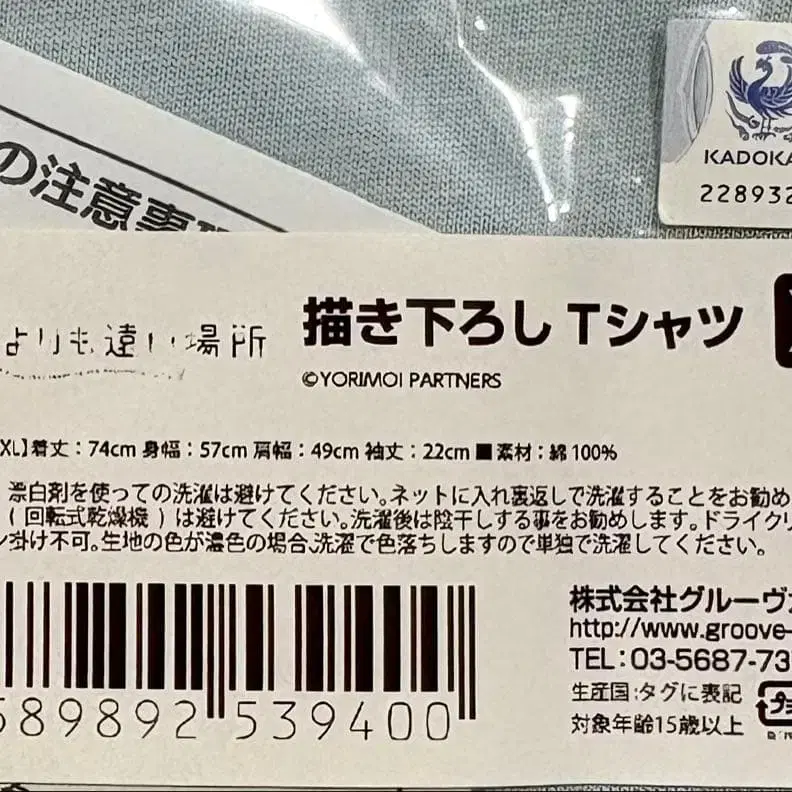 の注意事項
KADOKA
228932
よりも遠い場所
描き下ろしTシャツ
©YORIMOI PARTNERS
XL】着丈：74cm 身幅：57cm 肩幅：49cm 袖丈：22cm ■素材：綿100%
漂白剤を使っての洗濯は避けてください。ネットに入れ裏返しで洗濯することをお勧め
(回転式乾燥機)は避けてください。洗濯後は陰干しする事をお勧めします。ドライクリ
ン掛け不可。生地の色が濃色の場合、洗濯で色落ちしますので単独で洗濯してください。
589892 539400
株式会社グルーヴ
http://www.groove-
TEL：03-5687-73
生産国：タグに表記
対象年齢15歳以上
プラ